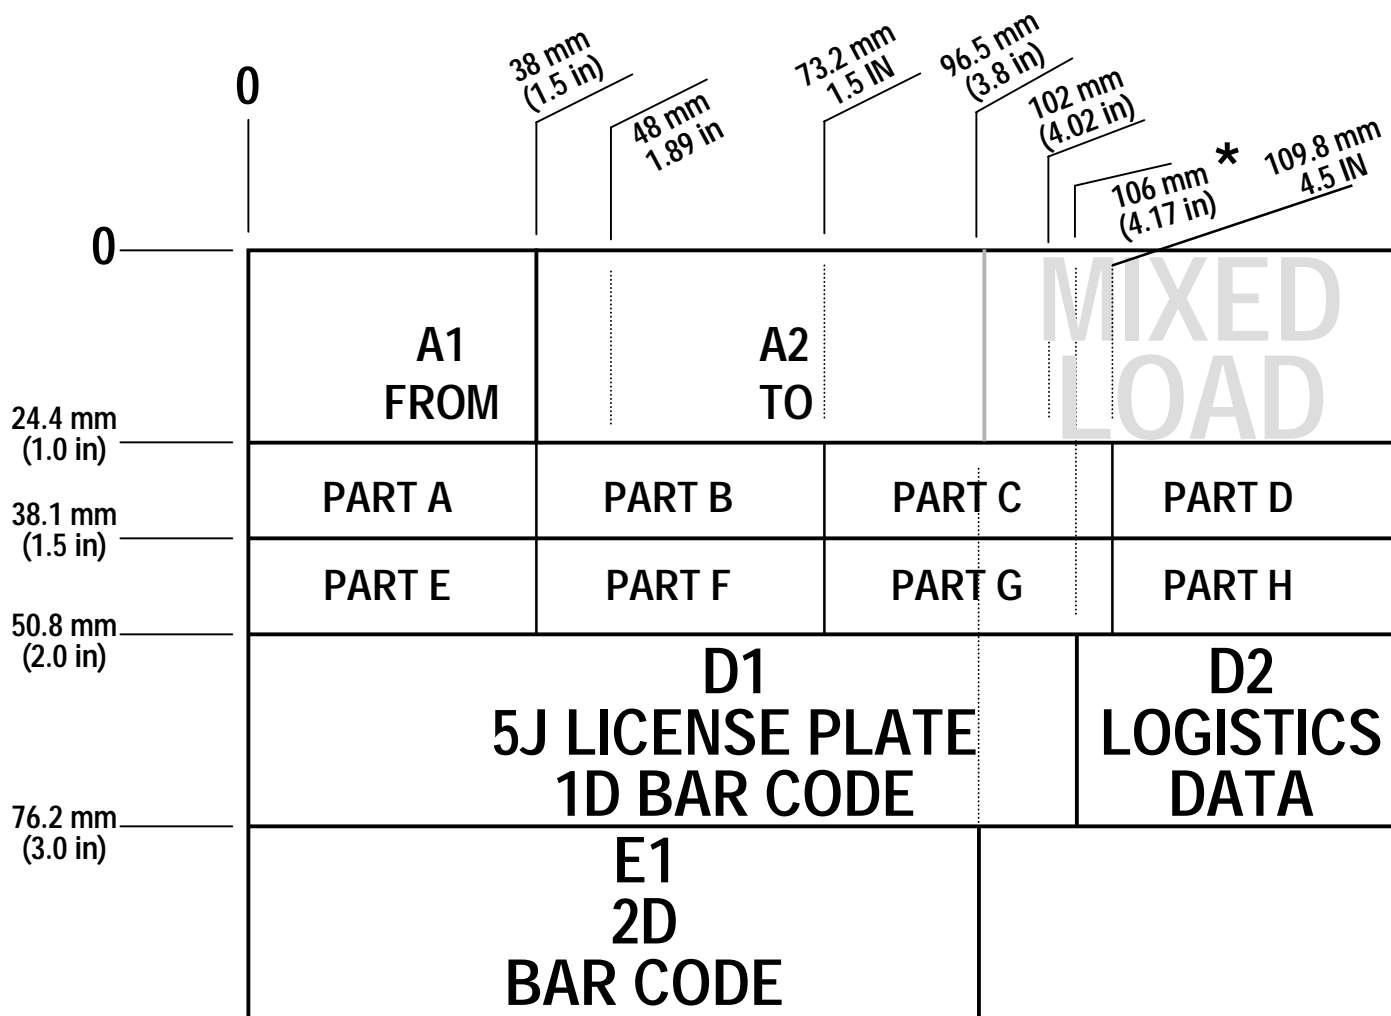 0
38 mm
(1.5 in)
48 mm
1.89 in
73.2 mm
1.5 IN
96.5 mm
(3.8 in)
102 mm
(4.02 in)
106 mm *
(4.17 in)
109.8 mm
4.5 IN
0
A1
FROM
A2
TO
MIXED
LOAD
24.4 mm
(1.0 in)
PART A PART B PART C PART D
38.1 mm
(1.5 in)
PART E PART F PART G PART H
50.8 mm
(2.0 in)
D1
5J LICENSE PLATE
1D BAR CODE
D2
LOGISTICS
DATA
76.2 mm
(3.0 in)
E1
2D
BAR CODE